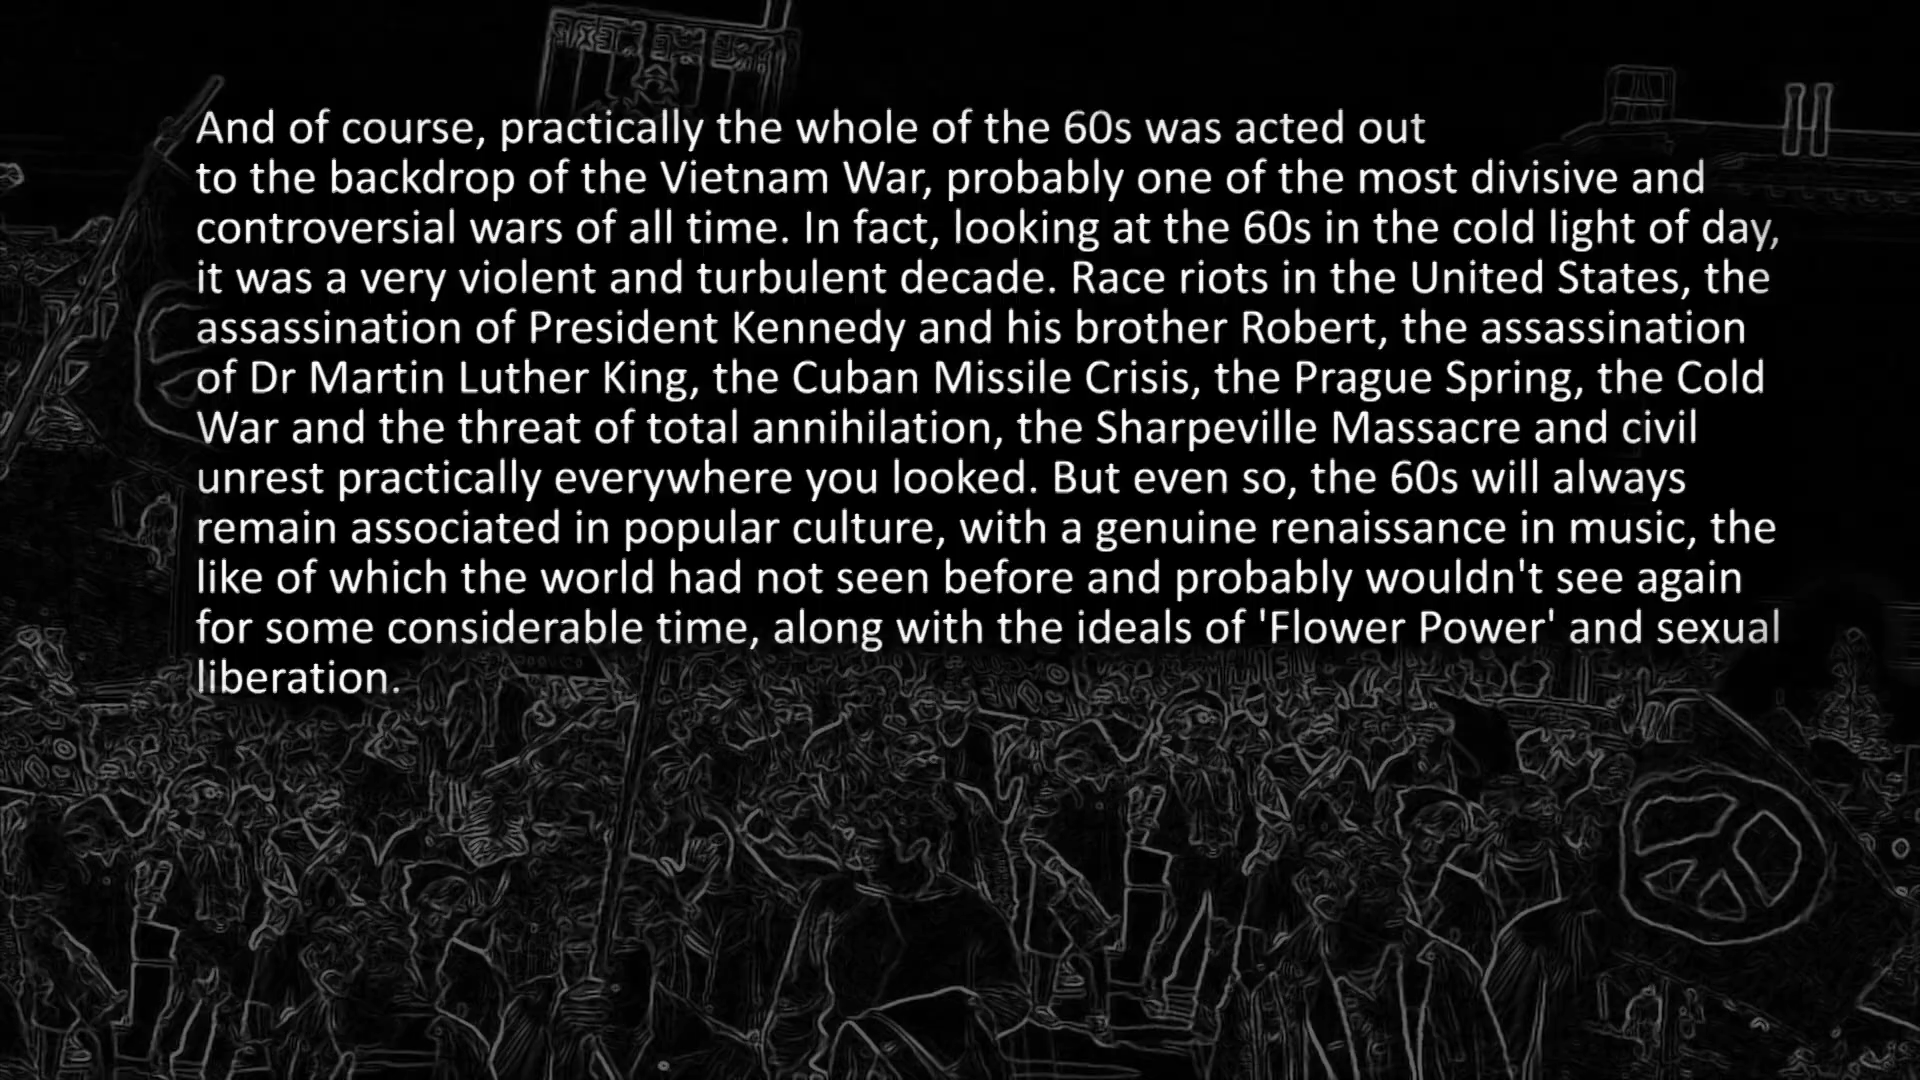 And of course, practically the whole of the 60s was acted out
to the backdrop of the Vietnam War, probably one of the most divisive and
controversial wars of all time. In fact, looking at the 60s in the cold light of day,
it was a very violent and turbulent decade. Race riots in the United States, the
assassination of President Kennedy and his brother Robert, the assassination
of Dr Martin Luther King, the Cuban Missile Crisis, the Prague Spring, the Cold
War and the threat of total annihilation, the Sharpeville Massacre and civil
unrest practically everywhere you looked. But even so, the 60s will always
remain associated in popular culture, with a genuine renaissance in music, the
like of which the world had not seen before and probably wouldn't see again
for some considerable time, along with the ideals of 'Flower Power' and sexual
liberation.